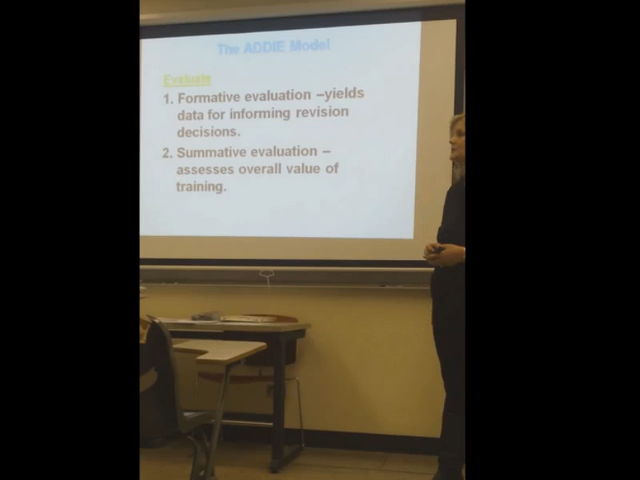 The ADDIE Model
Evaluate
1. Formative evaluation –yields
data for informing revision
decisions.
2. Summative evaluation –
assesses overall value of
training.